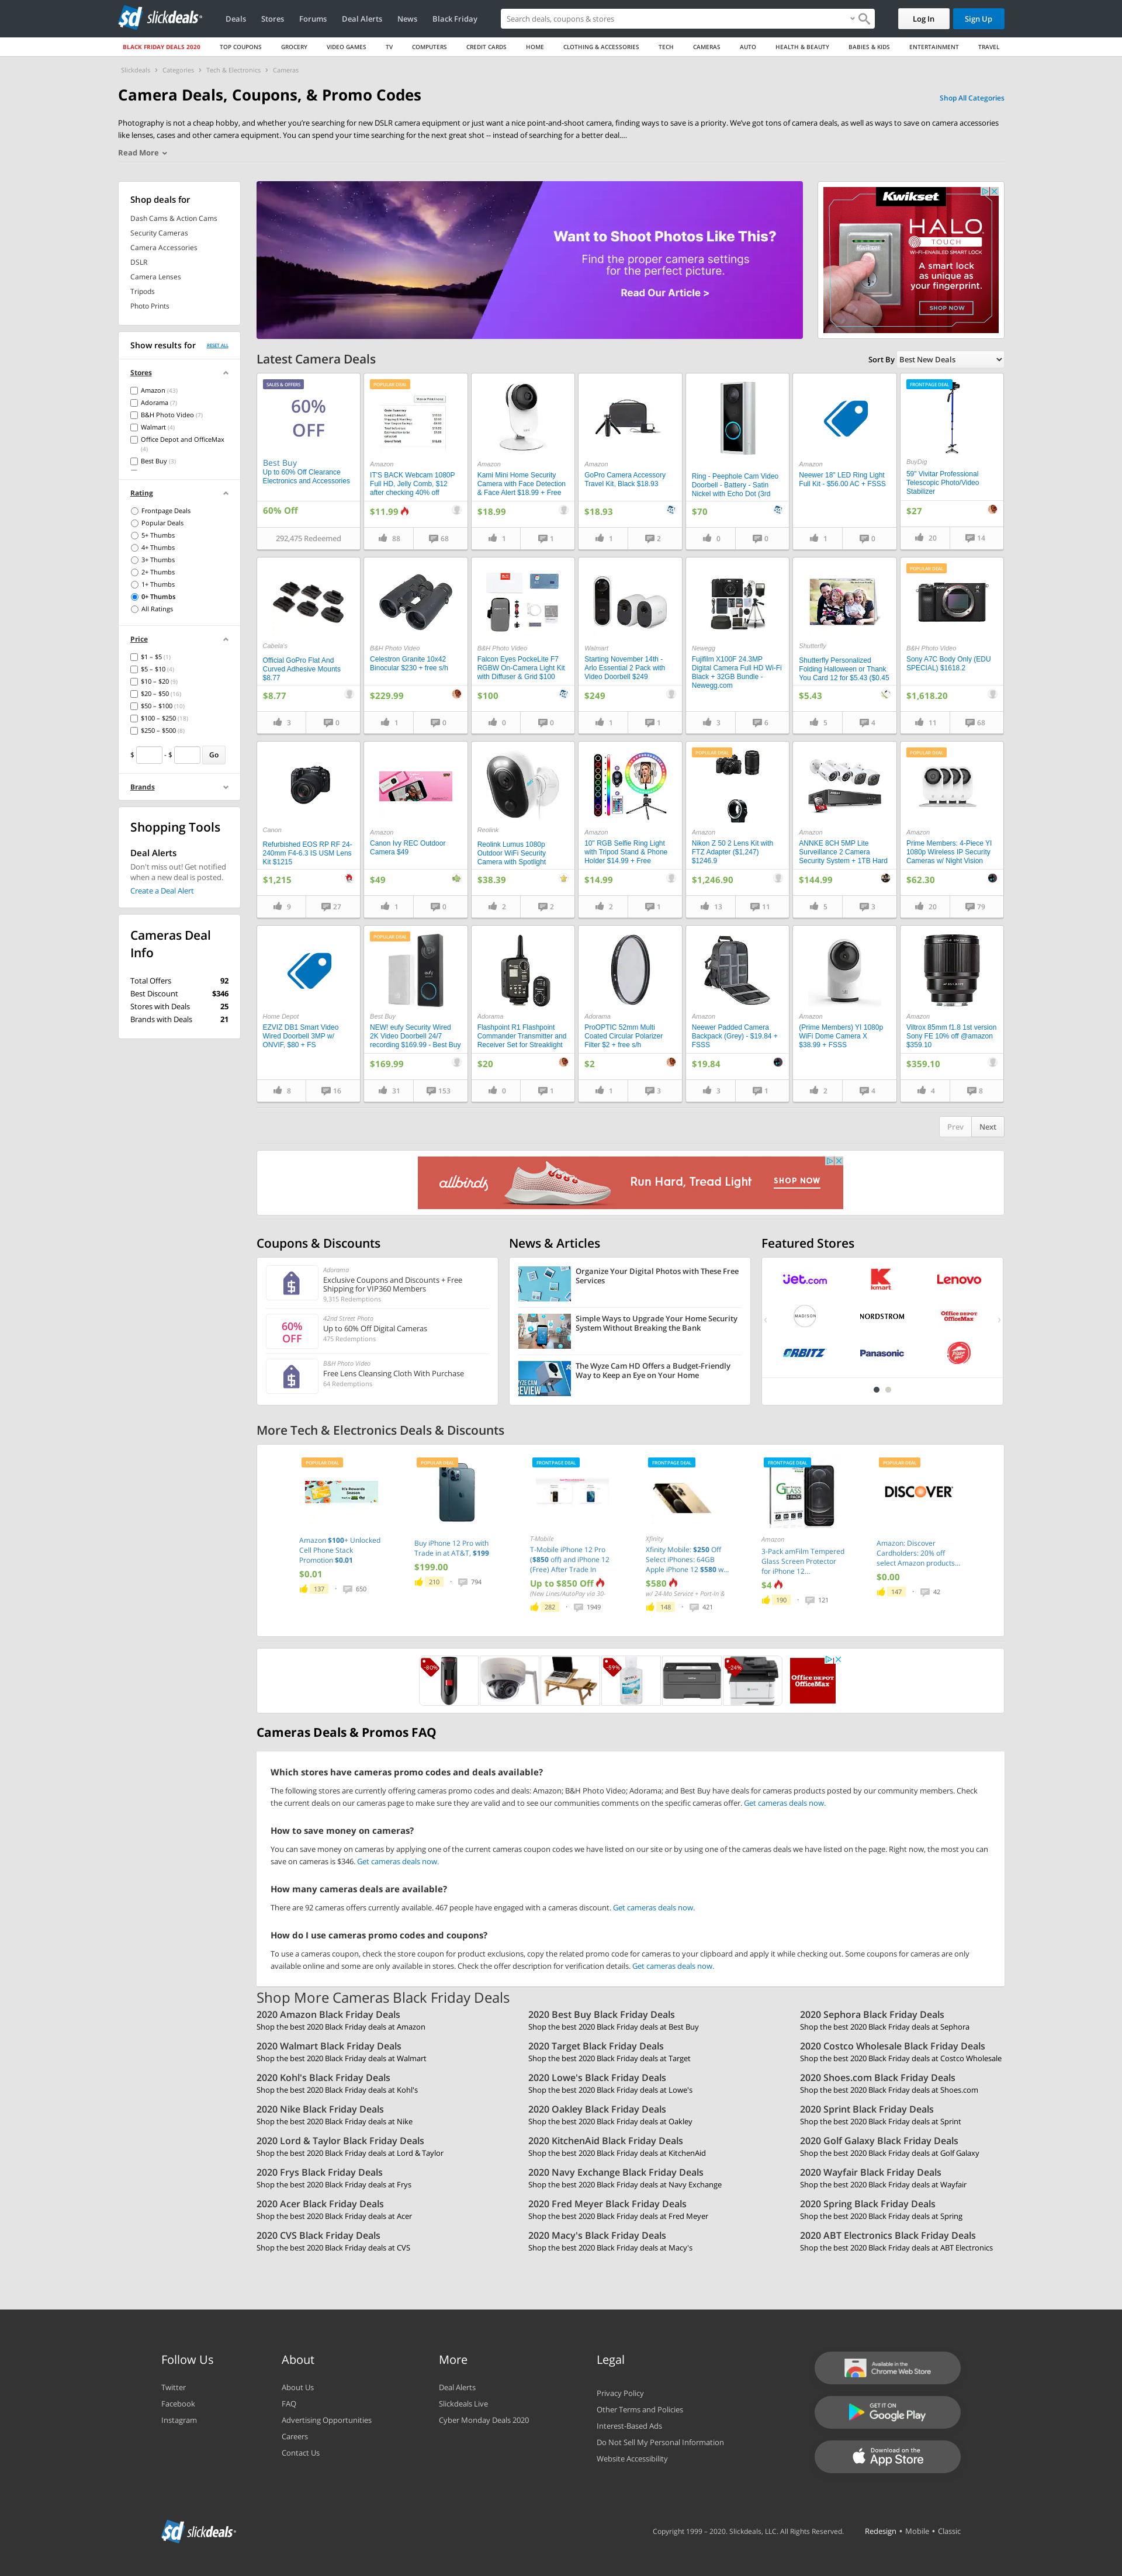 slickdeals
Deals
Stores
Forums
Deal Alerts
News
Black Friday
Search deals, coupons & stores
Log In
Sign Up
BLACK FRIDAY DEALS 2020
TOP COUPONS
GROCERY
VIDEO GAMES
TV
COMPUTERS
CREDIT CARDS
HOME
CLOTHING & ACCESSORIES
TECH
CAMERAS
AUTO
HEALTH & BEAUTY
BABIES & KIDS
ENTERTAINMENT
TRAVEL
Slickdeals > Categories > Tech & Electronics > Cameras
Camera Deals, Coupons, & Promo Codes
Shop All Categories
Photography is not a cheap hobby, and whether you're searching for new DSLR camera equipment or just want a nice point-and-shoot camera, finding ways to save is a priority. We've got tons of camera deals, as well as ways to save on camera accessories
like lenses, cases and other camera equipment. You can spend your time searching for the next great shot -- instead of searching for a better deal....
Read More
Shop deals for
Dash Cams & Action Cams
Security Cameras
Camera Accessories
DSLR
Camera Lenses
Tripods
Photo Prints
Show results for
RESET ALL
Stores
Amazon (43)
Adorama (7)
B&H Photo Video (7)
Walmart (4)
Office Depot and OfficeMax
(4)
Best Buy (3)
Rating
Frontpage Deals
Popular Deals
5+ Thumbs
4+ Thumbs
3+ Thumbs
2+ Thumbs
1+ Thumbs
0+ Thumbs
All Ratings
Price
$1 – $5 (1)
$5 – $10 (4)
$10 – $20 (9)
$20 – $50 (16)
$50 – $100 (10)
$100 – $250 (18)
$250 – $500 (8)
$ - $ Go
Brands
Shopping Tools
Deal Alerts
Don't miss out! Get notified
when a new deal is posted.
Create a Deal Alert
Cameras Deal
Info
Total Offers 92
Best Discount $346
Stores with Deals 25
Brands with Deals 21
Want to Shoot Photos Like This?
Find the proper camera settings
for the perfect picture.
Read Our Article >
Kwikset
HALO
TOUCH
WI-FI-ENABLED SMART LOCK
A smart lock
as unique as
your fingerprint.
SHOP NOW
Latest Camera Deals
Sort By Best New Deals
SALES & OFFERS
60%
OFF
Best Buy
Up to 60% Off Clearance
Electronics and Accessories
60% Off
292,475 Redeemed
POPULAR DEAL
Amazon
IT'S BACK Webcam 1080P
Full HD, Jelly Comb, $12
after checking 40% off
$11.99
88 68
Amazon
Kami Mini Home Security
Camera with Face Detection
& Face Alert $18.99 + Free
$18.99
1 1
Amazon
GoPro Camera Accessory
Travel Kit, Black $18.93
$18.93
1 2
Ring - Peephole Cam Video
Doorbell - Battery - Satin
Nickel with Echo Dot (3rd
$70
0 0
Amazon
Neewer 18" LED Ring Light
Full Kit - $56.00 AC + FSSS
1 0
FRONTPAGE DEAL
BuyDig
59" Vivitar Professional
Telescopic Photo/Video
Stabilizer
$27
20 14
Cabela's
Official GoPro Flat And
Curved Adhesive Mounts
$8.77
$8.77
3 0
B&H Photo Video
Celestron Granite 10x42
Binocular $230 + free s/h
$229.99
1 0
B&H Photo Video
Falcon Eyes PockeLite F7
RGBW On-Camera Light Kit
with Diffuser & Grid $100
$100
0 0
Walmart
Starting November 14th -
Arlo Essential 2 Pack with
Video Doorbell $249
$249
1 1
Newegg
Fujifilm X100F 24.3MP
Digital Camera Full HD Wi-Fi
Black + 32GB Bundle -
Newegg.com
3 6
Shutterfly
Shutterfly Personalized
Folding Halloween or Thank
You Card 12 for $5.43 ($0.45
$5.43
5 4
POPULAR DEAL
B&H Photo Video
Sony A7C Body Only (EDU
SPECIAL) $1618.2
$1,618.20
11 68
Canon
Refurbished EOS RP RF 24-
240mm F4-6.3 IS USM Lens
Kit $1215
$1,215
9 27
Amazon
Canon Ivy REC Outdoor
Camera $49
$49
1 0
Reolink
Reolink Lumus 1080p
Outdoor WiFi Security
Camera with Spotlight
$38.39
2 2
Amazon
10" RGB Selfie Ring Light
with Tripod Stand & Phone
Holder $14.99 + Free
$14.99
2 1
POPULAR DEAL
Amazon
Nikon Z 50 2 Lens Kit with
FTZ Adapter ($1,247)
$1246.9
$1,246.90
13 11
Amazon
ANNKE 8CH 5MP Lite
Surveillance 2 Camera
Security System + 1TB Hard
$144.99
5 3
POPULAR DEAL
Amazon
Prime Members: 4-Piece YI
1080p Wireless IP Security
Cameras w/ Night Vision
$62.30
20 79
Home Depot
EZVIZ DB1 Smart Video
Wired Doorbell 3MP w/
ONVIF, $80 + FS
8 16
POPULAR DEAL
Best Buy
NEW! eufy Security Wired
2K Video Doorbell 24/7
recording $169.99 - Best Buy
$169.99
31 153
Adorama
Flashpoint R1 Flashpoint
Commander Transmitter and
Receiver Set for Streaklight
$20
0 1
Adorama
ProOPTIC 52mm Multi
Coated Circular Polarizer
Filter $2 + free s/h
$2
1 3
Amazon
Neewer Padded Camera
Backpack (Grey) - $19.84 +
FSSS
$19.84
3 1
Amazon
(Prime Members) YI 1080p
WiFi Dome Camera X
$38.99 + FSSS
2 4
Amazon
Viltrox 85mm f1.8 1st version
Sony FE 10% off @amazon
$359.10
$359.10
4 8
Prev
Next
allbirds
Run Hard, Tread Light
SHOP NOW
Coupons & Discounts
Adorama
Exclusive Coupons and Discounts + Free
Shipping for VIP360 Members
9,315 Redemptions
60%
OFF
42nd Street Photo
Up to 60% Off Digital Cameras
475 Redemptions
B&H Photo Video
Free Lens Cleansing Cloth With Purchase
64 Redemptions
News & Articles
Organize Your Digital Photos with These Free
Services
Simple Ways to Upgrade Your Home Security
System Without Breaking the Bank
The Wyze Cam HD Offers a Budget-Friendly
Way to Keep an Eye on Your Home
Featured Stores
Jet.com
kmart
Lenovo
MADISON
NORDSTROM
Office DEPOT
OfficeMax
ORBITZ
Panasonic
More Tech & Electronics Deals & Discounts
POPULAR DEAL
Amazon $100+ Unlocked
Cell Phone Stack
Promotion $0.01
$0.01
137 • 650
POPULAR DEAL
Buy iPhone 12 Pro with
Trade in at AT&T, $199
$199.00
210 • 794
FRONTPAGE DEAL
T-Mobile
T-Mobile iPhone 12 Pro
($850 off) and iPhone 12
(Free) After Trade In
Up to $850 Off
(New Lines/AutoPay via 30-
282 • 1949
FRONTPAGE DEAL
Xfinity
Xfinity Mobile: $250 Off
Select iPhones: 64GB
Apple iPhone 12 $580 w...
$580
w/ 24-Mo Service + Port-In &
148 • 421
FRONTPAGE DEAL
Amazon
3-Pack amFilm Tempered
Glass Screen Protector
for iPhone 12...
$4
190 • 121
POPULAR DEAL
DISCOVER
Amazon: Discover
Cardholders: 20% off
select Amazon products...
$0.00
147 • 42
-80%
-59%
-24%
Office DEPOT
OfficeMax
Cameras Deals & Promos FAQ
Which stores have cameras promo codes and deals available?
The following stores are currently offering cameras promo codes and deals: Amazon; B&H Photo Video; Adorama; and Best Buy have deals for cameras products posted by our community members. Check
the current deals on our cameras page to make sure they are valid and to see our communities comments on the specific cameras offer. Get cameras deals now.
How to save money on cameras?
You can save money on cameras by applying one of the current cameras coupon codes we have listed on our site or by using one of the cameras deals we have listed on the page. Right now, the most you can
save on cameras is $346. Get cameras deals now.
How many cameras deals are available?
There are 92 cameras offers currently available. 467 people have engaged with a cameras discount. Get cameras deals now.
How do I use cameras promo codes and coupons?
To use a cameras coupon, check the store coupon for product exclusions, copy the related promo code for cameras to your clipboard and apply it while checking out. Some coupons for cameras are only
available online and some are only available in stores. Check the offer description for verification details. Get cameras deals now.
Shop More Cameras Black Friday Deals
2020 Amazon Black Friday Deals
Shop the best 2020 Black Friday deals at Amazon
2020 Best Buy Black Friday Deals
Shop the best 2020 Black Friday deals at Best Buy
2020 Sephora Black Friday Deals
Shop the best 2020 Black Friday deals at Sephora
2020 Walmart Black Friday Deals
Shop the best 2020 Black Friday deals at Walmart
2020 Target Black Friday Deals
Shop the best 2020 Black Friday deals at Target
2020 Costco Wholesale Black Friday Deals
Shop the best 2020 Black Friday deals at Costco Wholesale
2020 Kohl's Black Friday Deals
Shop the best 2020 Black Friday deals at Kohl's
2020 Lowe's Black Friday Deals
Shop the best 2020 Black Friday deals at Lowe's
2020 Shoes.com Black Friday Deals
Shop the best 2020 Black Friday deals at Shoes.com
2020 Nike Black Friday Deals
Shop the best 2020 Black Friday deals at Nike
2020 Oakley Black Friday Deals
Shop the best 2020 Black Friday deals at Oakley
2020 Sprint Black Friday Deals
Shop the best 2020 Black Friday deals at Sprint
2020 Lord & Taylor Black Friday Deals
Shop the best 2020 Black Friday deals at Lord & Taylor
2020 KitchenAid Black Friday Deals
Shop the best 2020 Black Friday deals at KitchenAid
2020 Golf Galaxy Black Friday Deals
Shop the best 2020 Black Friday deals at Golf Galaxy
2020 Frys Black Friday Deals
Shop the best 2020 Black Friday deals at Frys
2020 Navy Exchange Black Friday Deals
Shop the best 2020 Black Friday deals at Navy Exchange
2020 Wayfair Black Friday Deals
Shop the best 2020 Black Friday deals at Wayfair
2020 Acer Black Friday Deals
Shop the best 2020 Black Friday deals at Acer
2020 Fred Meyer Black Friday Deals
Shop the best 2020 Black Friday deals at Fred Meyer
2020 Spring Black Friday Deals
Shop the best 2020 Black Friday deals at Spring
2020 CVS Black Friday Deals
Shop the best 2020 Black Friday deals at CVS
2020 Macy's Black Friday Deals
Shop the best 2020 Black Friday deals at Macy's
2020 ABT Electronics Black Friday Deals
Shop the best 2020 Black Friday deals at ABT Electronics
Follow Us
Twitter
Facebook
Instagram
About
About Us
FAQ
Advertising Opportunities
Careers
Contact Us
More
Deal Alerts
Slickdeals Live
Cyber Monday Deals 2020
Legal
Privacy Policy
Other Terms and Policies
Interest-Based Ads
Do Not Sell My Personal Information
Website Accessibility
Available in the
Chrome Web Store
GET IT ON
Google Play
Download on the
App Store
slickdeals
Copyright 1999 – 2020. Slickdeals, LLC. All Rights Reserved.
Redesign • Mobile • Classic